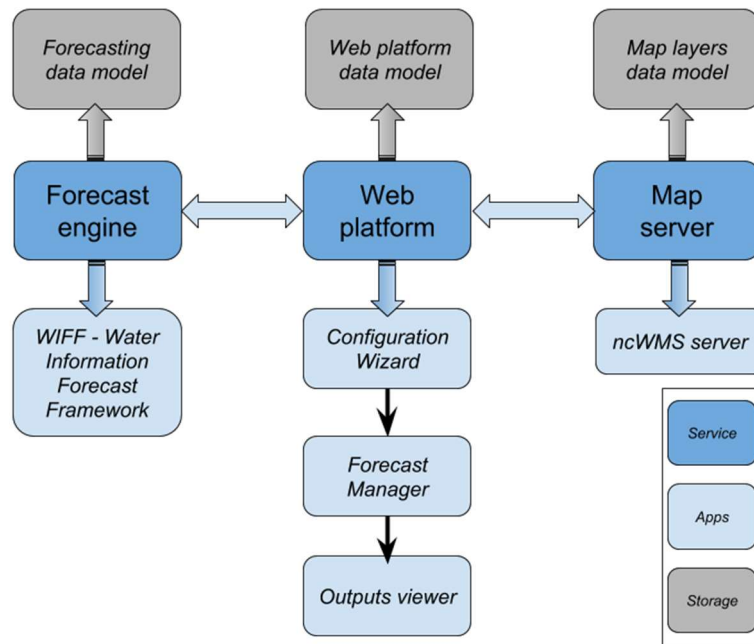 Forecasting
data model
Web platform
data model
Map layers
data model
Forecast
engine
Web
platform
Map
server
WIFF - Water
Information
Forecast
Framework
Configuration
Wizard
ncWMS server
Forecast
Manager
Outputs viewer
Service
Apps
Storage